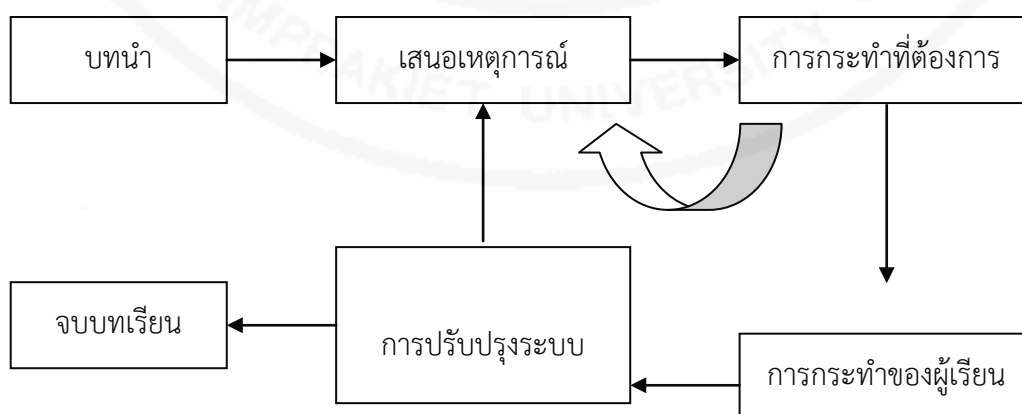 บทนำ
เสนอเหตุการณ์
การกระทำที่ต้องการ
จบบทเรียน
การปรับปรุงระบบ
การกระทำของผู้เรียน
UNIVERSITY